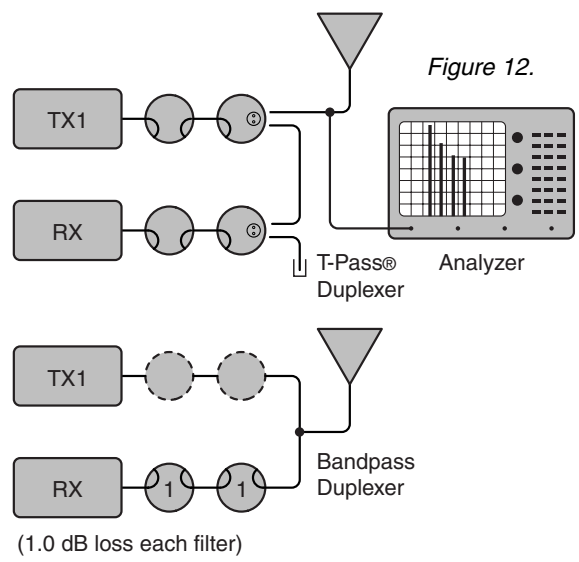 Figure 12.
TX1
RX
T-Pass®
Duplexer
Analyzer
TX1
RX
1
1
Bandpass
Duplexer
(1.0 dB loss each filter)